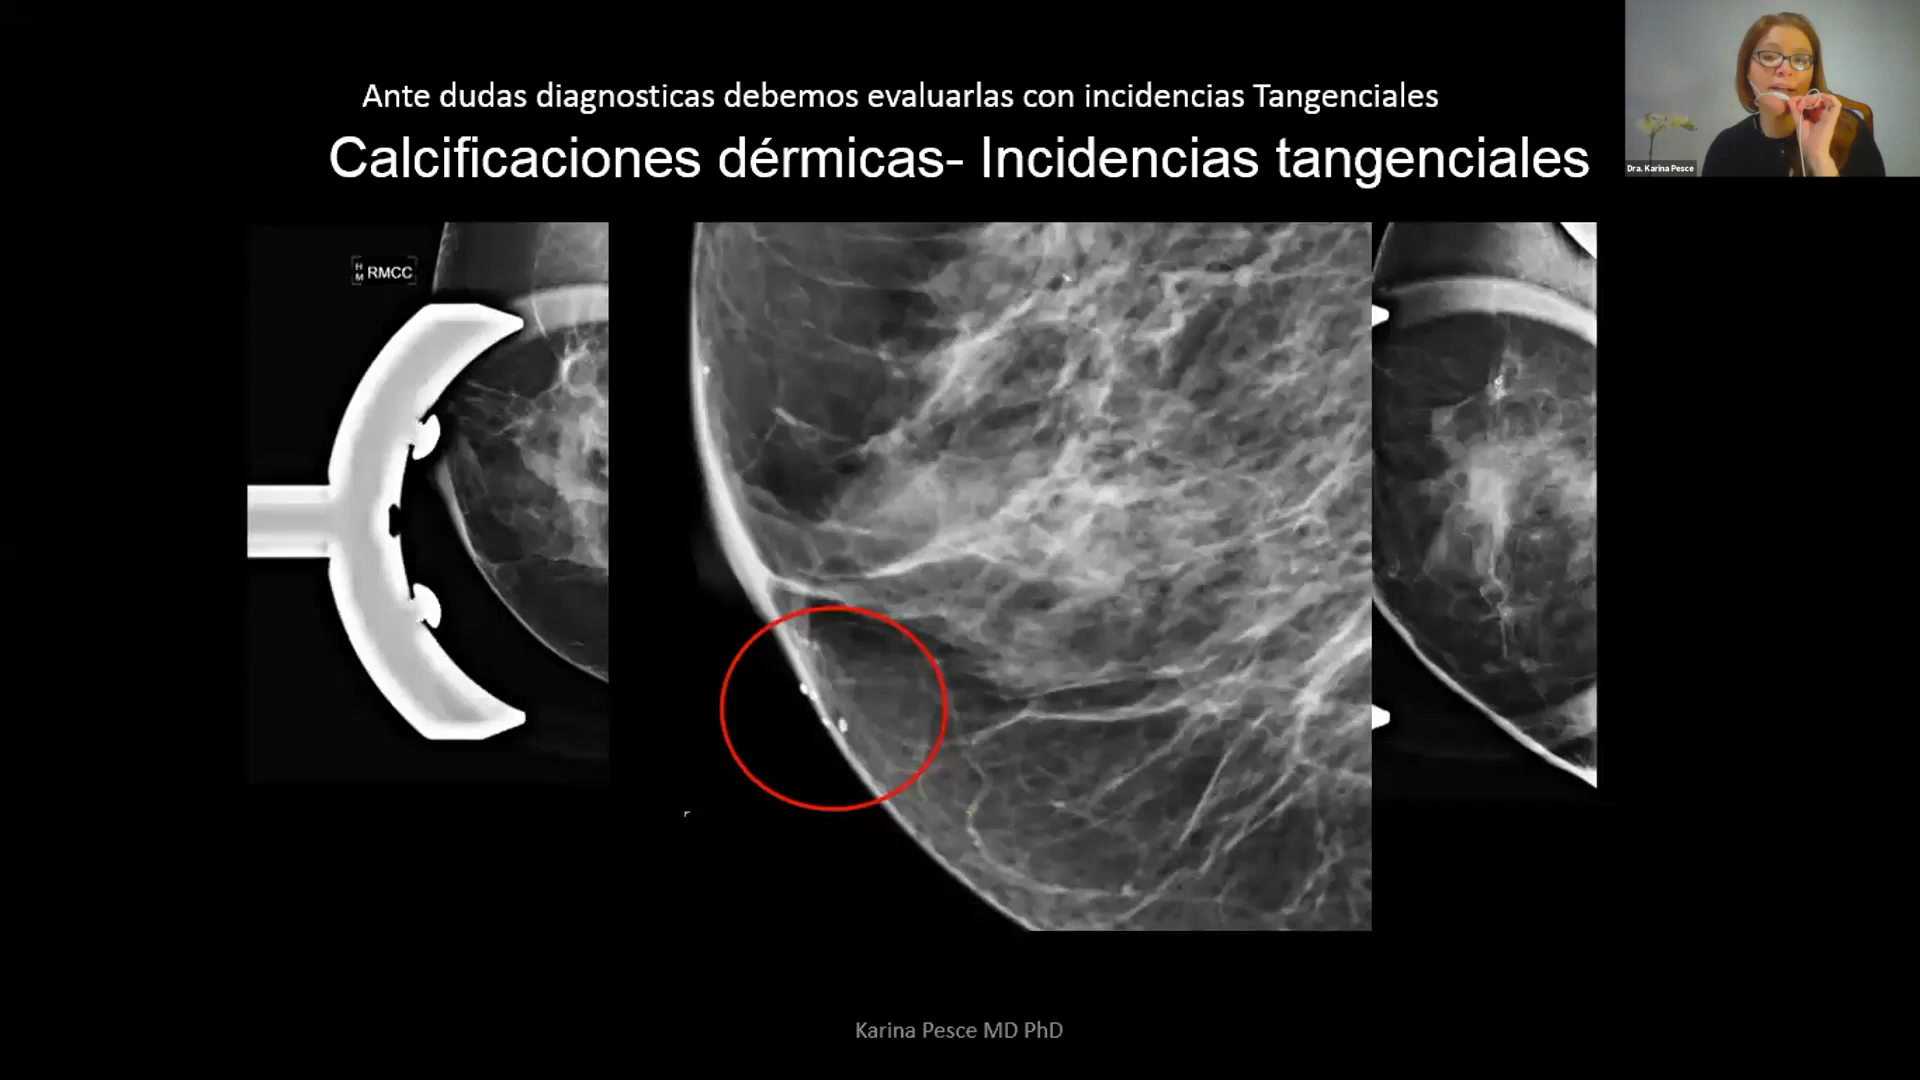 Ante dudas diagnosticas debemos evaluarlas con incidencias Tangenciales
Calcificaciones dérmicas- Incidencias tangenciales
Dra. Karina Pesce
H
M
RMCC
Karina Pesce MD PhD